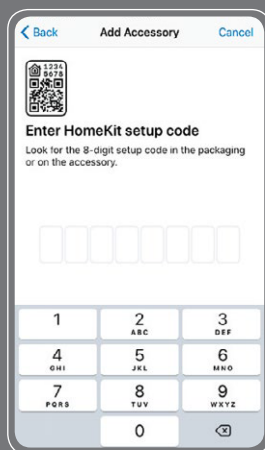 Back Add Accessory Cancel
1234
5678
Enter HomeKit setup code
Look for the 8-digit setup code in the packaging
or on the accessory.
1 2 3
ABC DEF
4 5 6
GHI JKL MNO
7 8 9
PQRS TUV WXYZ
0